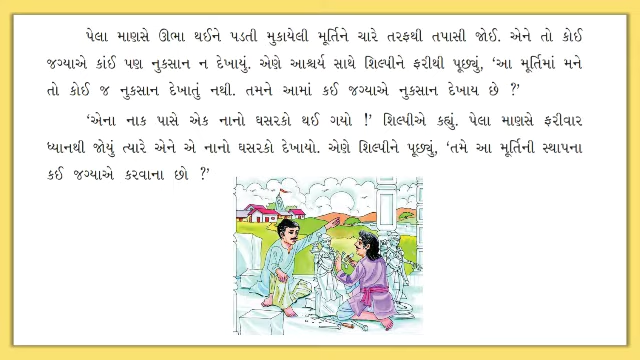 પેલા માણસે ઊભા થઈને પડતી મુકાયેલી મૂર્તિને ચારે તરફથી તપાસી જોઈ. એને તો કોઈ
જગ્યાએ કાંઈ પણ નુકસાન ન દેખાયું. એણે આશ્ચર્ય સાથે શિલ્પીને ફરીથી પૂછ્યું, ‘આ મૂર્તિમાં મને
તો કોઈ જ નુકસાન દેખાતું નથી. તમને આમાં કઈ જગ્યાએ નુકસાન દેખાય છે ?’
‘એના નાક પાસે એક નાનો ઘસરકો થઈ ગયો !’ શિલ્પીએ કહ્યું. પેલા માણસે ફરીવાર
ધ્યાનથી જોયું ત્યારે એને એ નાનો ઘસરકો દેખાયો. એણે શિલ્પીને પૂછ્યું, ‘તમે આ મૂર્તિની સ્થાપના
કઈ જગ્યાએ કરવાના છો ?’